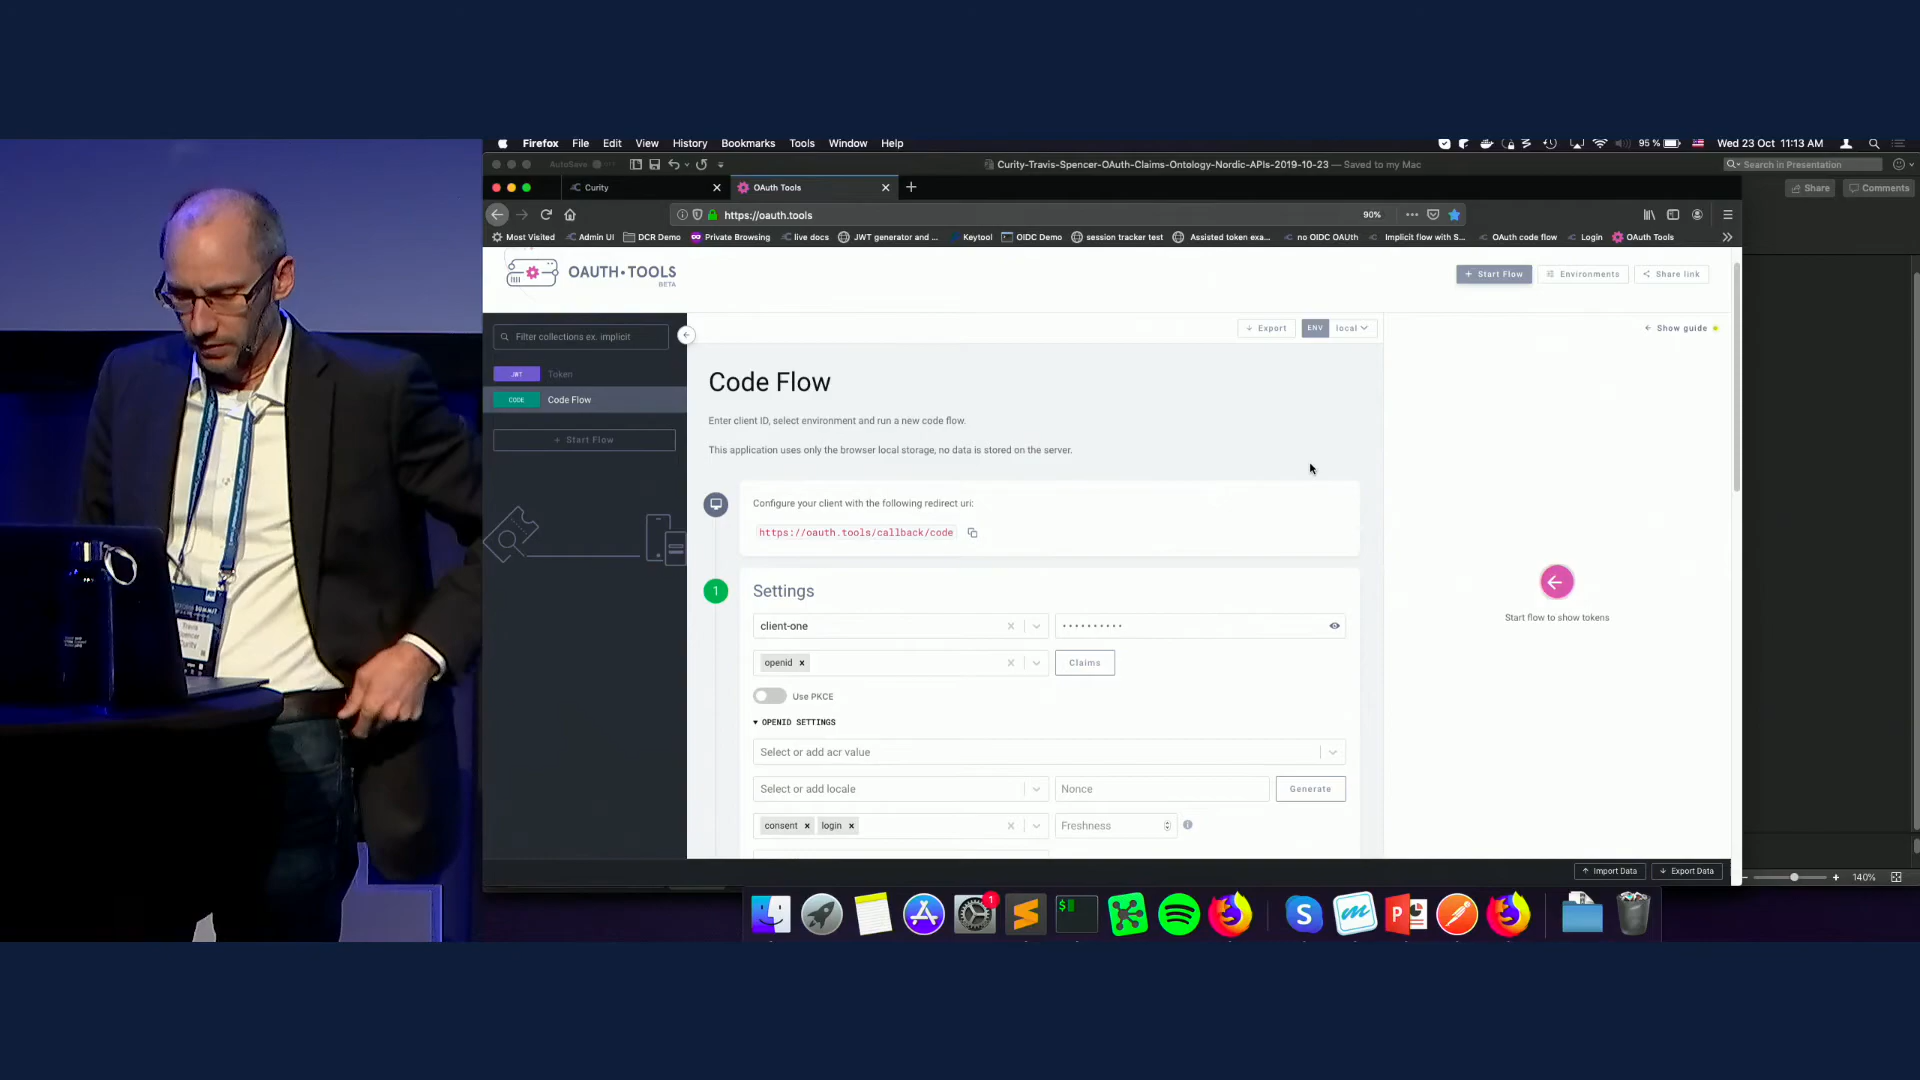 Firefox File Edit View History Bookmarks Tools Window Help
95 % Wed 23 Oct 11:13 AM
AutoSave
Curity-Travis-Spencer-OAuth-Claims-Ontology-Nordic-APIs-2019-10-23 — Saved to my Mac
Search in Presentation
Curity
OAuth Tools
Share
Comments
https://oauth.tools
90%
Most Visited
Admin UI
DCR Demo
Private Browsing
live docs
JWT generator and ...
Keytool
OIDC Demo
session tracker test
Assisted token exa...
no OIDC OAUth
Implicit flow with S...
OAuth code flow
Login
OAuth Tools
OAUTH•TOOLS
BETA
+ Start Flow
Environments
Share link
Filter collections ex. implicit
Export
ENV
local
Show guide
JWT Token
CODE Code Flow
+ Start Flow
Code Flow
Enter client ID, select environment and run a new code flow.
This application uses only the browser local storage, no data is stored on the server.
Configure your client with the following redirect uri:
https://oauth.tools/callback/code
1
Settings
client-one
openid
Claims
Use PKCE
OPENID SETTINGS
Select or add acr value
Select or add locale
Nonce
Generate
consent
login
Freshness
Start flow to show tokens
Import Data
Export Data
140%
1
Travis
Spencer
Curity